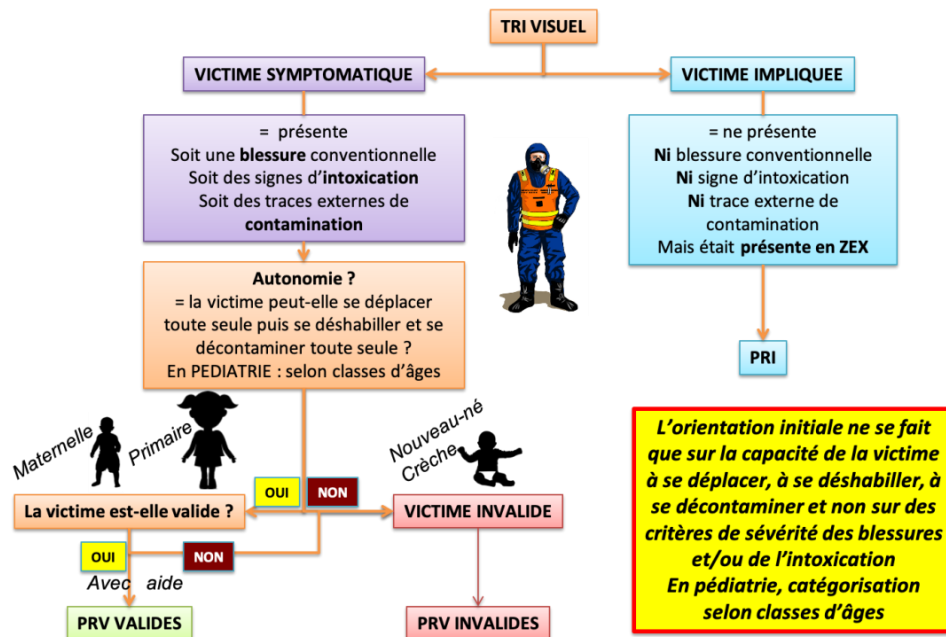 TRI VISUEL
VICTIME SYMPTOMATIQUE
VICTIME IMPLIQUEE
= présente
Soit une blessure conventionnelle
Soit des signes d'intoxication
Soit des traces externes de
contamination
= ne présente
Ni blessure conventionnelle
Ni signe d'intoxication
Ni trace externe de
contamination
Mais était présente en ZEX
Autonomie ?
= la victime peut-elle se déplacer
toute seule puis se déshabiller et se
décontaminer toute seule ?
En PEDIATRIE : selon classes d'âges
PRI
Maternelle
Primaire
Nouveau-né
Crèche
OUI
NON
La victime est-elle valide ?
VICTIME INVALIDE
OUI
NON
Avec aide
PRV VALIDES
PRV INVALIDES
L'orientation initiale ne se fait
que sur la capacité de la victime
à se déplacer, à se déshabiller, à
se décontaminer et non sur des
critères de sévérité des blessures
et/ou de l'intoxication
En pédiatrie, catégorisation
selon classes d'âges